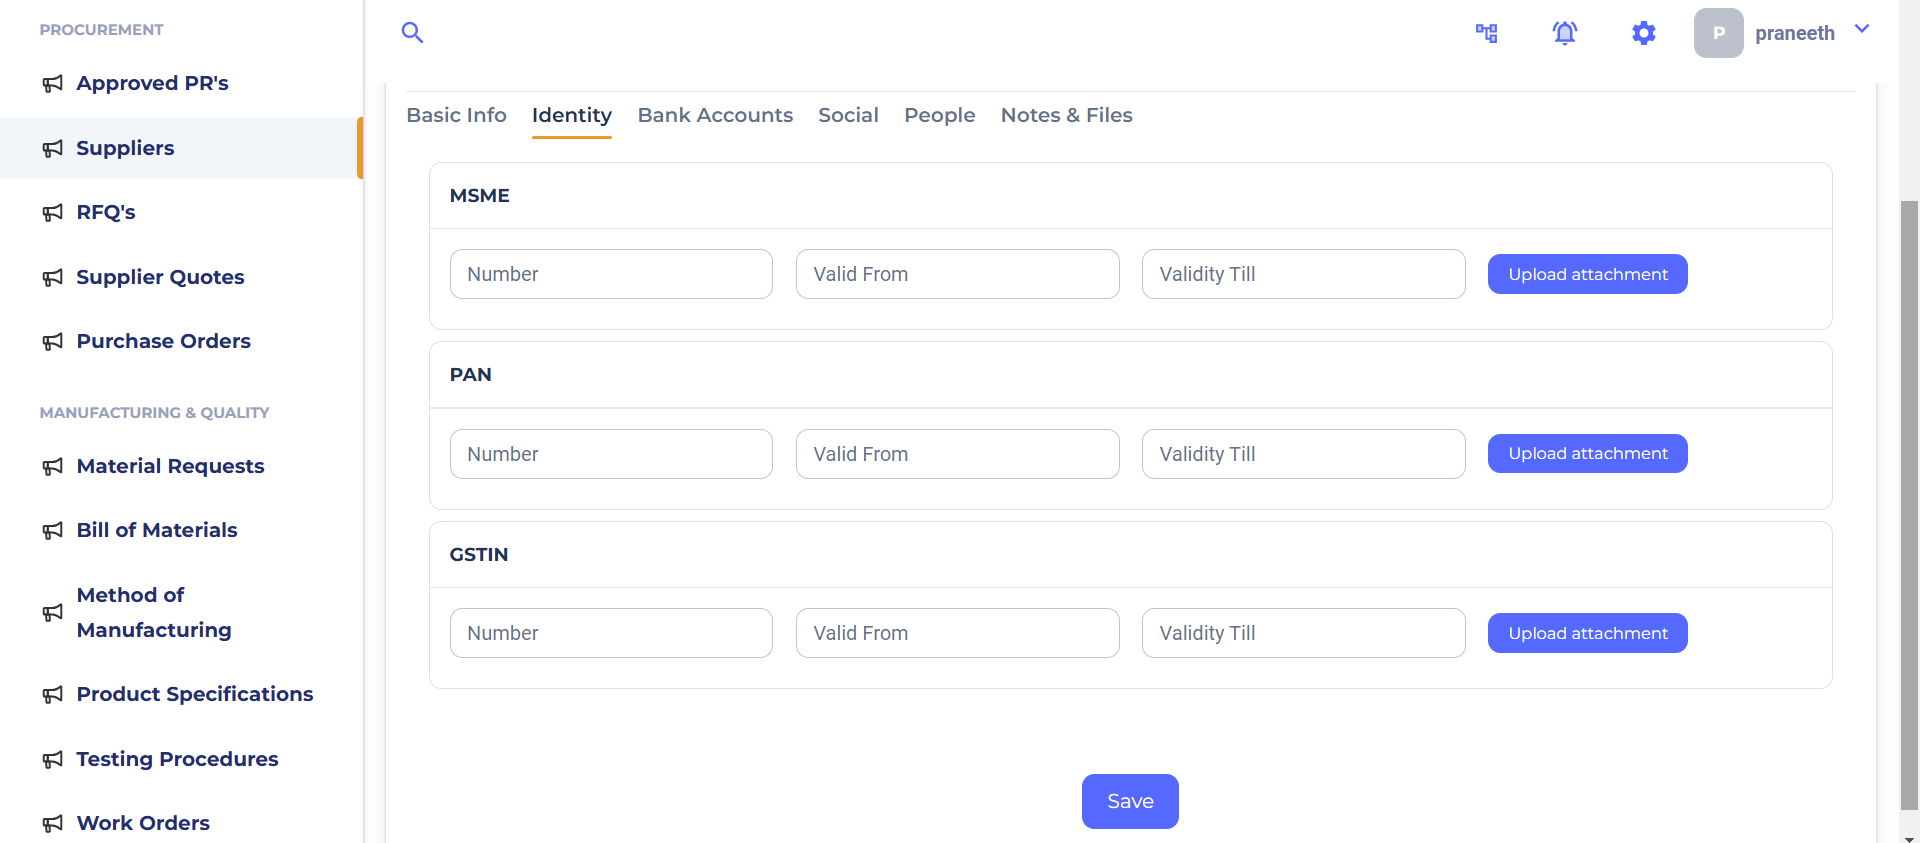 PROCUREMENT
Approved PR's
Suppliers
RFQ's
Supplier Quotes
Purchase Orders
MANUFACTURING & QUALITY
Material Requests
Bill of Materials
Method of
Manufacturing
Product Specifications
Testing Procedures
Work Orders
P praneeth
Basic Info Identity Bank Accounts Social People Notes & Files
MSME
Number Valid From Validity Till Upload attachment
PAN
Number Valid From Validity Till Upload attachment
GSTIN
Number Valid From Validity Till Upload attachment
Save